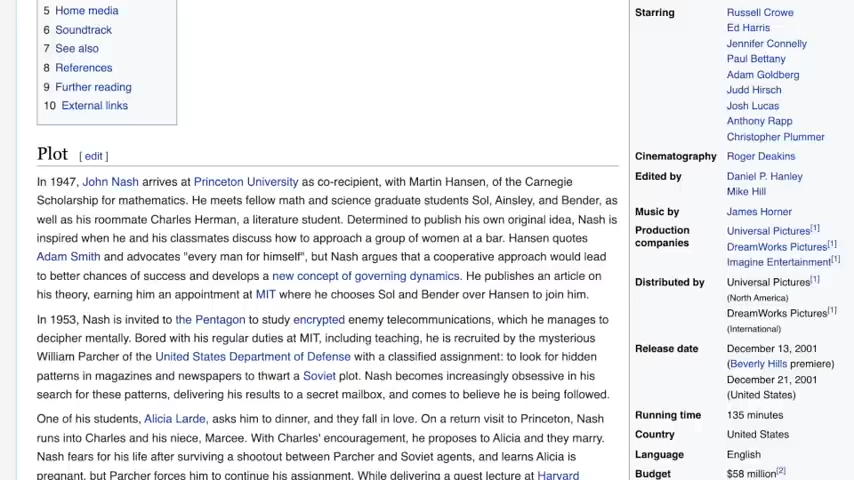 5 Home media
6 Soundtrack
7 See also
8 References
9 Further reading
10 External links
Plot [ edit ]
In 1947, John Nash arrives at Princeton University as co-recipient, with Martin Hansen, of the Carnegie
Scholarship for mathematics. He meets fellow math and science graduate students Sol, Ainsley, and Bender, as
well as his roommate Charles Herman, a literature student. Determined to publish his own original idea, Nash is
inspired when he and his classmates discuss how to approach a group of women at a bar. Hansen quotes
Adam Smith and advocates "every man for himself", but Nash argues that a cooperative approach would lead
to better chances of success and develops a new concept of governing dynamics. He publishes an article on
his theory, earning him an appointment at MIT where he chooses Sol and Bender over Hansen to join him.
In 1953, Nash is invited to the Pentagon to study encrypted enemy telecommunications, which he manages to
decipher mentally. Bored with his regular duties at MIT, including teaching, he is recruited by the mysterious
William Parcher of the United States Department of Defense with a classified assignment: to look for hidden
patterns in magazines and newspapers to thwart a Soviet plot. Nash becomes increasingly obsessive in his
search for these patterns, delivering his results to a secret mailbox, and comes to believe he is being followed.
One of his students, Alicia Larde, asks him to dinner, and they fall in love. On a return visit to Princeton, Nash
runs into Charles and his niece, Marcee. With Charles' encouragement, he proposes to Alicia and they marry.
Nash fears for his life after surviving a shootout between Parcher and Soviet agents, and learns Alicia is
pregnant, but Parcher forces him to continue his assignment. While delivering a guest lecture at Harvard
Starring Russell Crowe
Ed Harris
Jennifer Connelly
Paul Bettany
Adam Goldberg
Judd Hirsch
Josh Lucas
Anthony Rapp
Christopher Plummer
Cinematography Roger Deakins
Edited by Daniel P. Hanley
Mike Hill
Music by James Horner
Production companies Universal Pictures[1]
DreamWorks Pictures[1]
Imagine Entertainment[1]
Distributed by Universal Pictures[1]
(North America)
DreamWorks Pictures[1]
(International)
Release date December 13, 2001
(Beverly Hills premiere)
December 21, 2001
(United States)
Running time 135 minutes
Country United States
Language English
Budget $58 million[2]